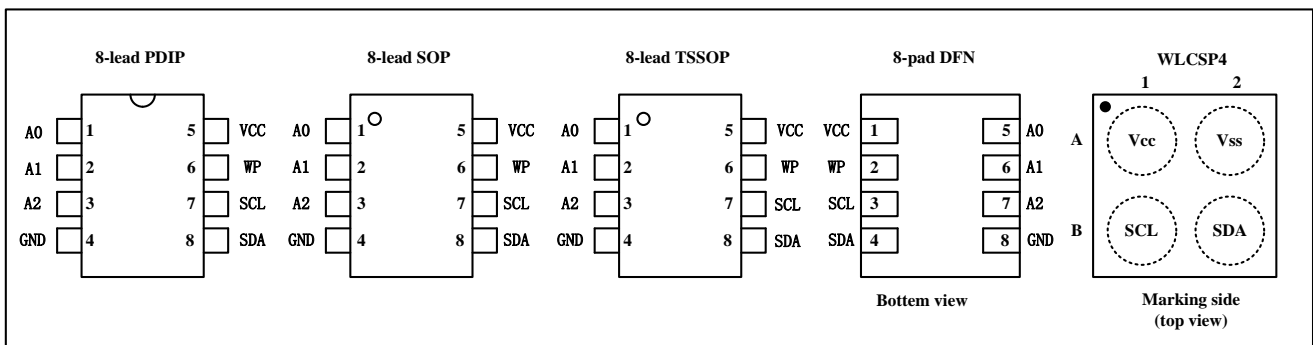 8-lead PDIP 8-lead SOP 8-lead TSSOP 8-pad DFN WLCSP4
1 2
A0 1 5 VCC A0 1 5 VCC A0 1 5 VCC VCC 1 5 A0 A Vcc Vss
A1 2 6 WP A1 2 6 WP A1 2 6 WP WP 2 6 A1
A2 3 7 SCL A2 3 7 SCL A2 3 7 SCL SCL 3 7 A2
GND 4 8 SDA GND 4 8 SDA GND 4 8 SDA SDA 4 8 GND B SCL SDA
Bottem view Marking side
(top view)